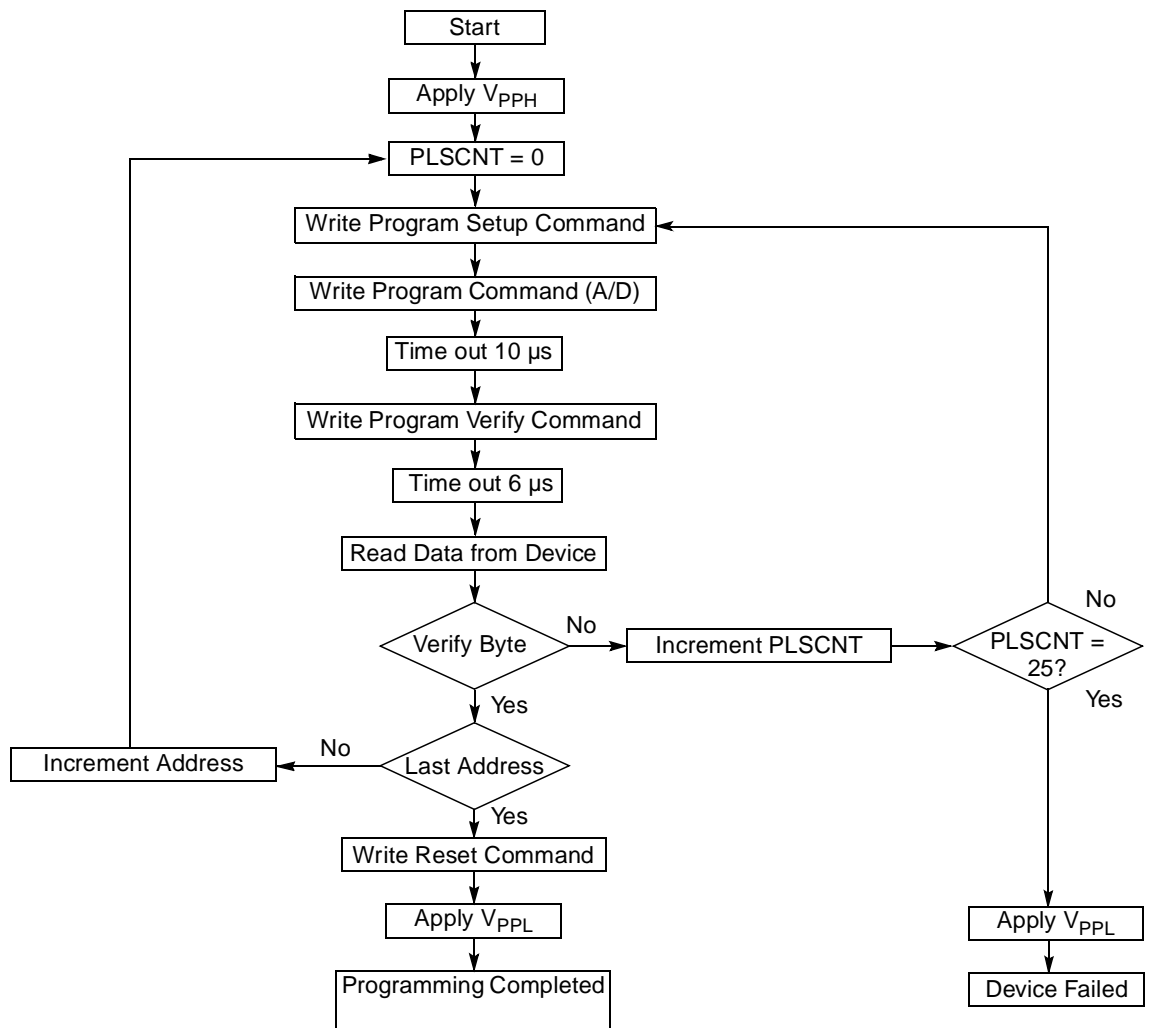 Start
Apply VPPH
PLSCNT = 0
Write Program Setup Command
Write Program Command (A/D)
Time out 10 µs
Write Program Verify Command
Time out 6 µs
Read Data from Device
Verify Byte
No
Increment PLSCNT
PLSCNT =
25?
No
Yes
Yes
Last Address
No
Increment Address
Yes
Write Reset Command
Apply VPPL
Programming Completed
Apply VPPL
Device Failed